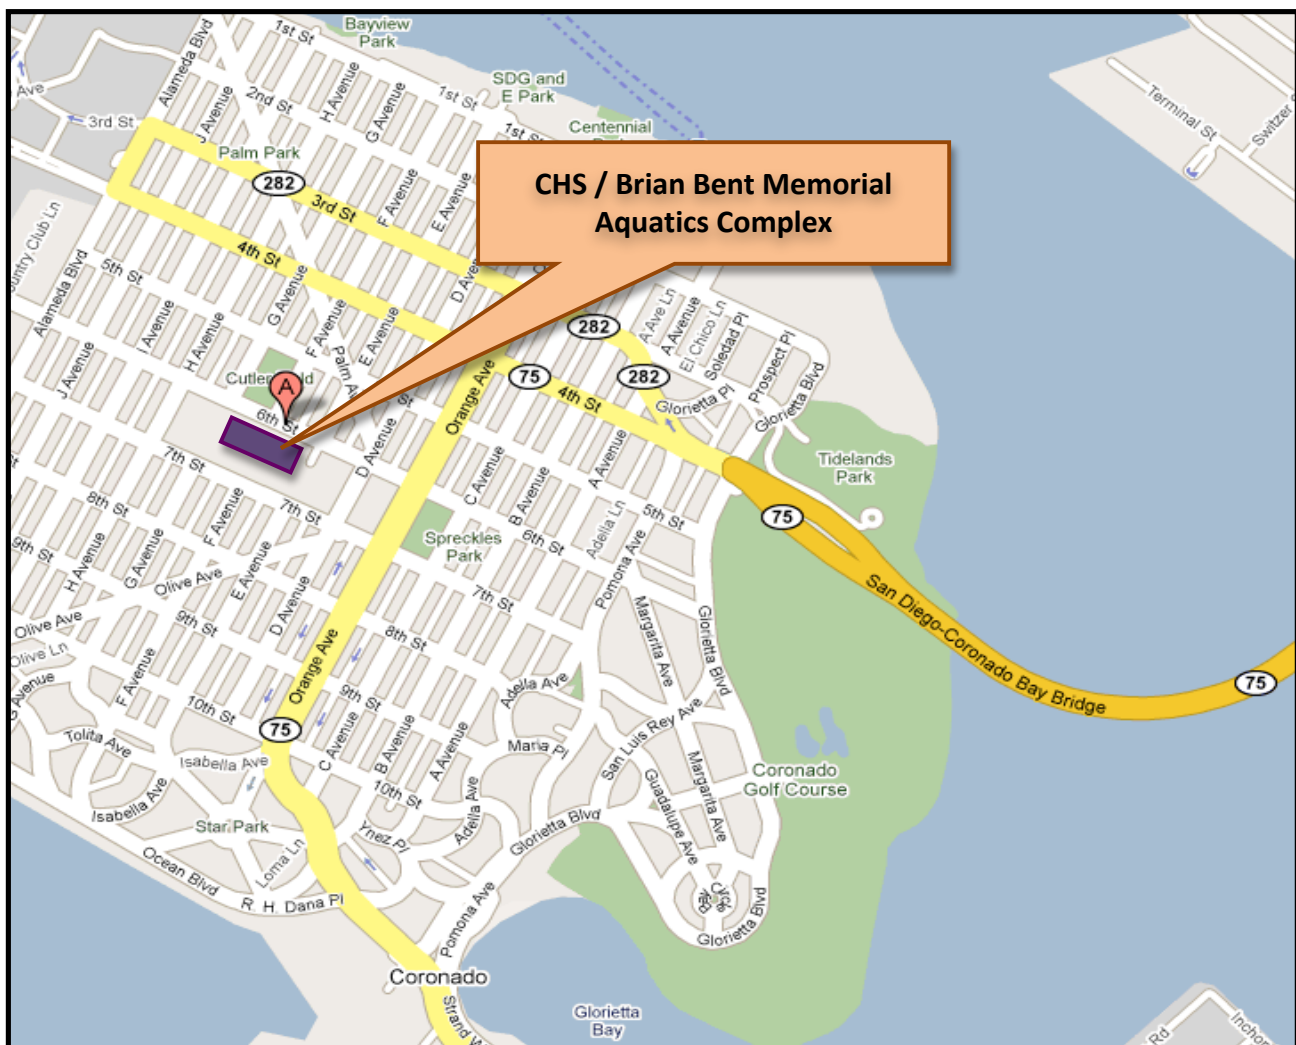 Bayview
Park
1st St
Alameda Blvd
SDG and
E Park
H Avenue
2nd St
1st St
G Avenue
3rd St
J Avenue
1st St
Centennial
Terminal St
Palm Park
282
3rd St
F Avenue
E Avenue
CHS / Brian Bent Memorial
Aquatics Complex
4th St
5th St
Alameda Blvd
G Avenue
F Avenue
E Avenue
I Avenue
H Avenue
J Avenue
282
A Ave Ln
A Avenue
El Chico Ln
Soledad Pl
Prospect Pl
Glorietta Blvd
75
282
4th St
Glorietta Pl
Orange Ave
A
6th St
7th St
D Avenue
C Avenue
B Avenue
A Avenue
Tidelands
Park
75
8th St
F Avenue
7th St
Spreckles
Park
6th St
Adella Ln
5th St
Pomona Ave
9th St
H Avenue
G Avenue
Olive Ave
E Avenue
D Avenue
7th St
San Diego-Coronado Bay Bridge
75
Olive Ave
Olive Ln
9th St
8th St
Margarita Ave
Glorietta Blvd
Orange Ave
F Avenue
10th St
9th St
Adella Ave
75
Tolita Ave
Isabella Ave
C Avenue
B Avenue
A Avenue
Maria Pl
San Luis Rey Ave
Margarita Ave
Guadalupe Ave
Coronado
Golf Course
Isabella Ave
10th St
Adella Ave
Glorietta Blvd
Star Park
Ynez Pl
Ocean Blvd
Loma Ln
R. H. Dana Pl
Pomona Ave
Glorietta Blvd
Coronado
Glorietta
Bay
Rd